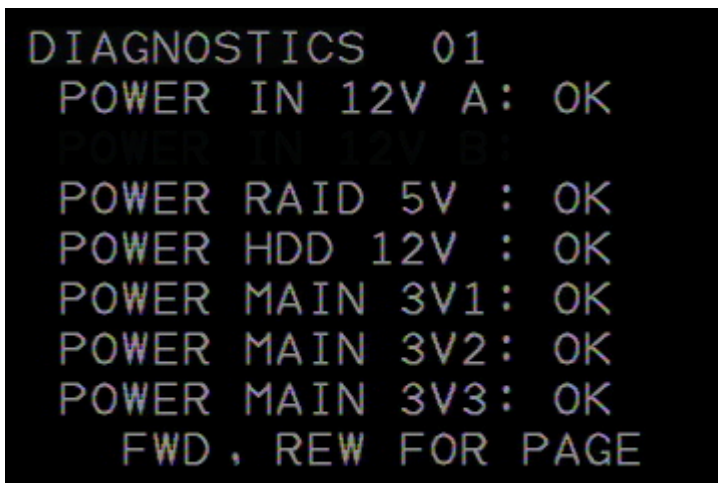 DIAGNOSTICS 01
POWER IN 12V A: OK
POWER IN 12V B:
POWER RAID 5V : OK
POWER HDD 12V : OK
POWER MAIN 3V1: OK
POWER MAIN 3V2: OK
POWER MAIN 3V3: OK
FWD, REW FOR PAGE